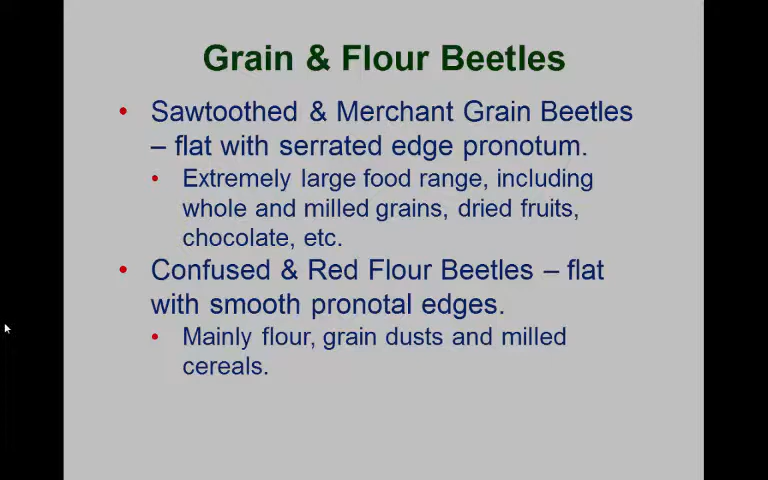 Grain & Flour Beetles
• Sawtoothed & Merchant Grain Beetles
– flat with serrated edge pronotum.
• Extremely large food range, including
whole and milled grains, dried fruits,
chocolate, etc.
• Confused & Red Flour Beetles – flat
with smooth pronotal edges.
• Mainly flour, grain dusts and milled
cereals.